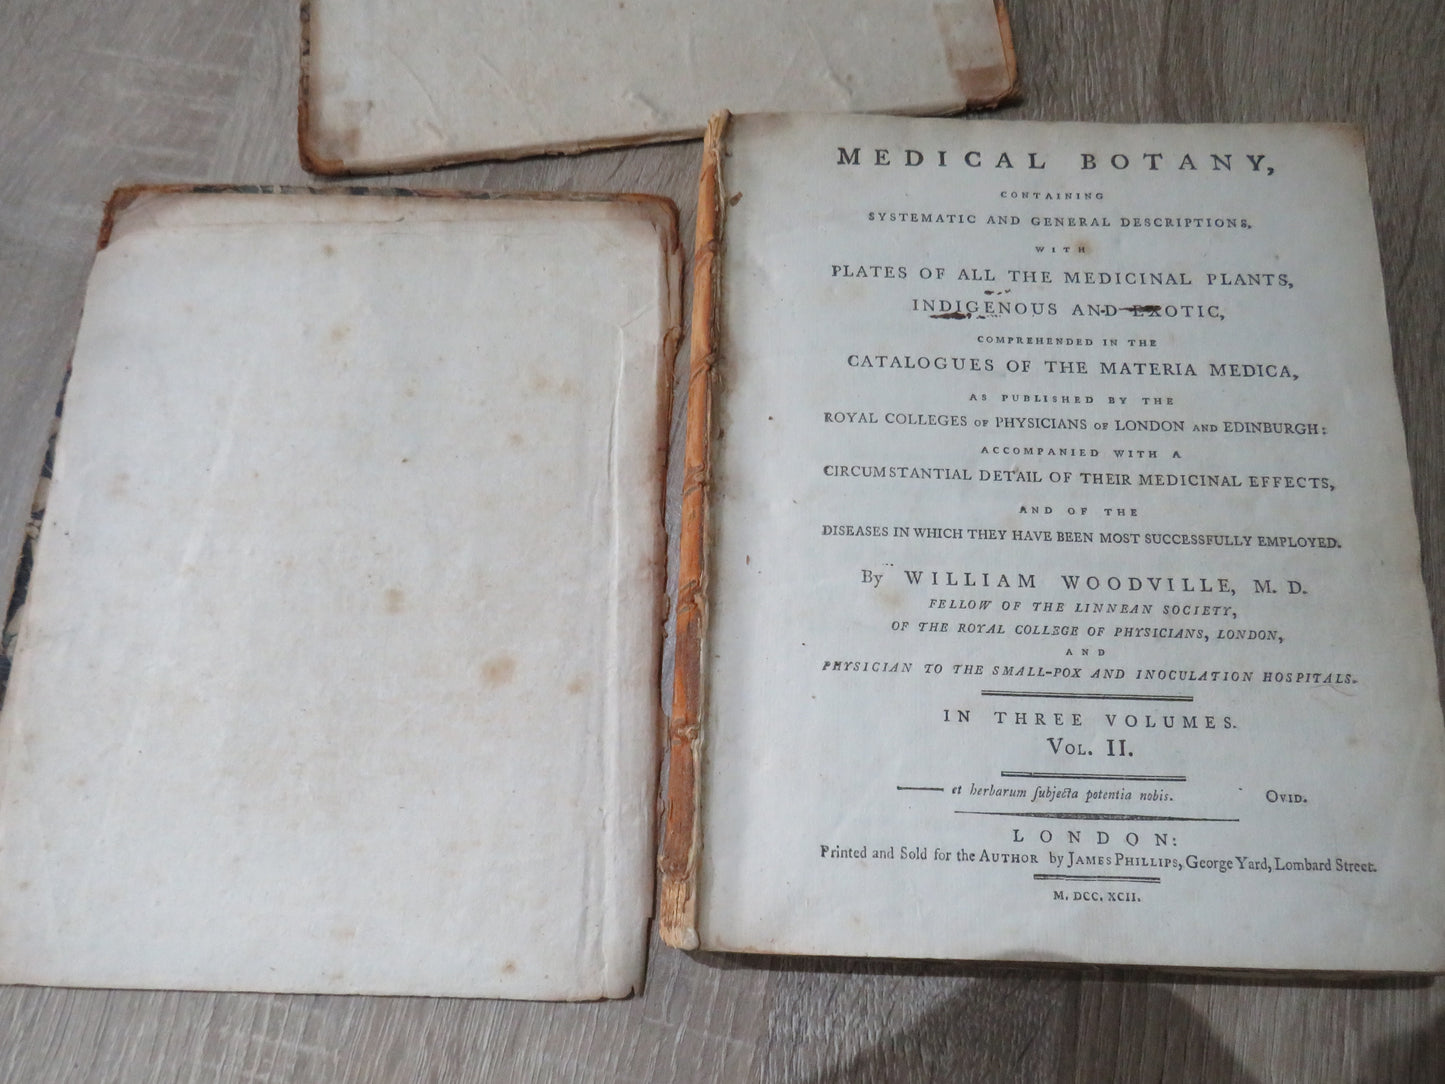 MEDICAL BOTANY,
CONTAINING
SYSTEMATIC AND GENERAL DESCRIPTIONS,
WITH
PLATES OF ALL THE MEDICINAL PLANTS,
INDIGENOUS AND EXOTIC,
COMPREHENDED IN THE
CATALOGUES OF THE MATERIA MEDICA,
AS PUBLISHED BY THE
ROYAL COLLEGES OF PHYSICIANS OF LONDON AND EDINBURGH:
ACCOMPANIED WITH A
CIRCUMSTANTIAL DETAIL OF THEIR MEDICINAL EFFECTS,
AND OF THE
DISEASES IN WHICH THEY HAVE BEEN MOST SUCCESSFULLY EMPLOYED.
By WILLIAM WOODVILLE, M. D.
FELLOW OF THE LINNEAN SOCIETY,
OF THE ROYAL COLLEGE OF PHYSICIANS, LONDON,
AND
PHYSICIAN TO THE SMALL-POX AND INOCULATION HOSPITALS.
IN THREE VOLUMES.
VOL. II.
—— et herbarum ſubjecta potentia nobis. OVID.
LONDON:
Printed and Sold for the AUTHOR by JAMES PHILLIPS, George Yard, Lombard Street.
M. DCC. XCII.